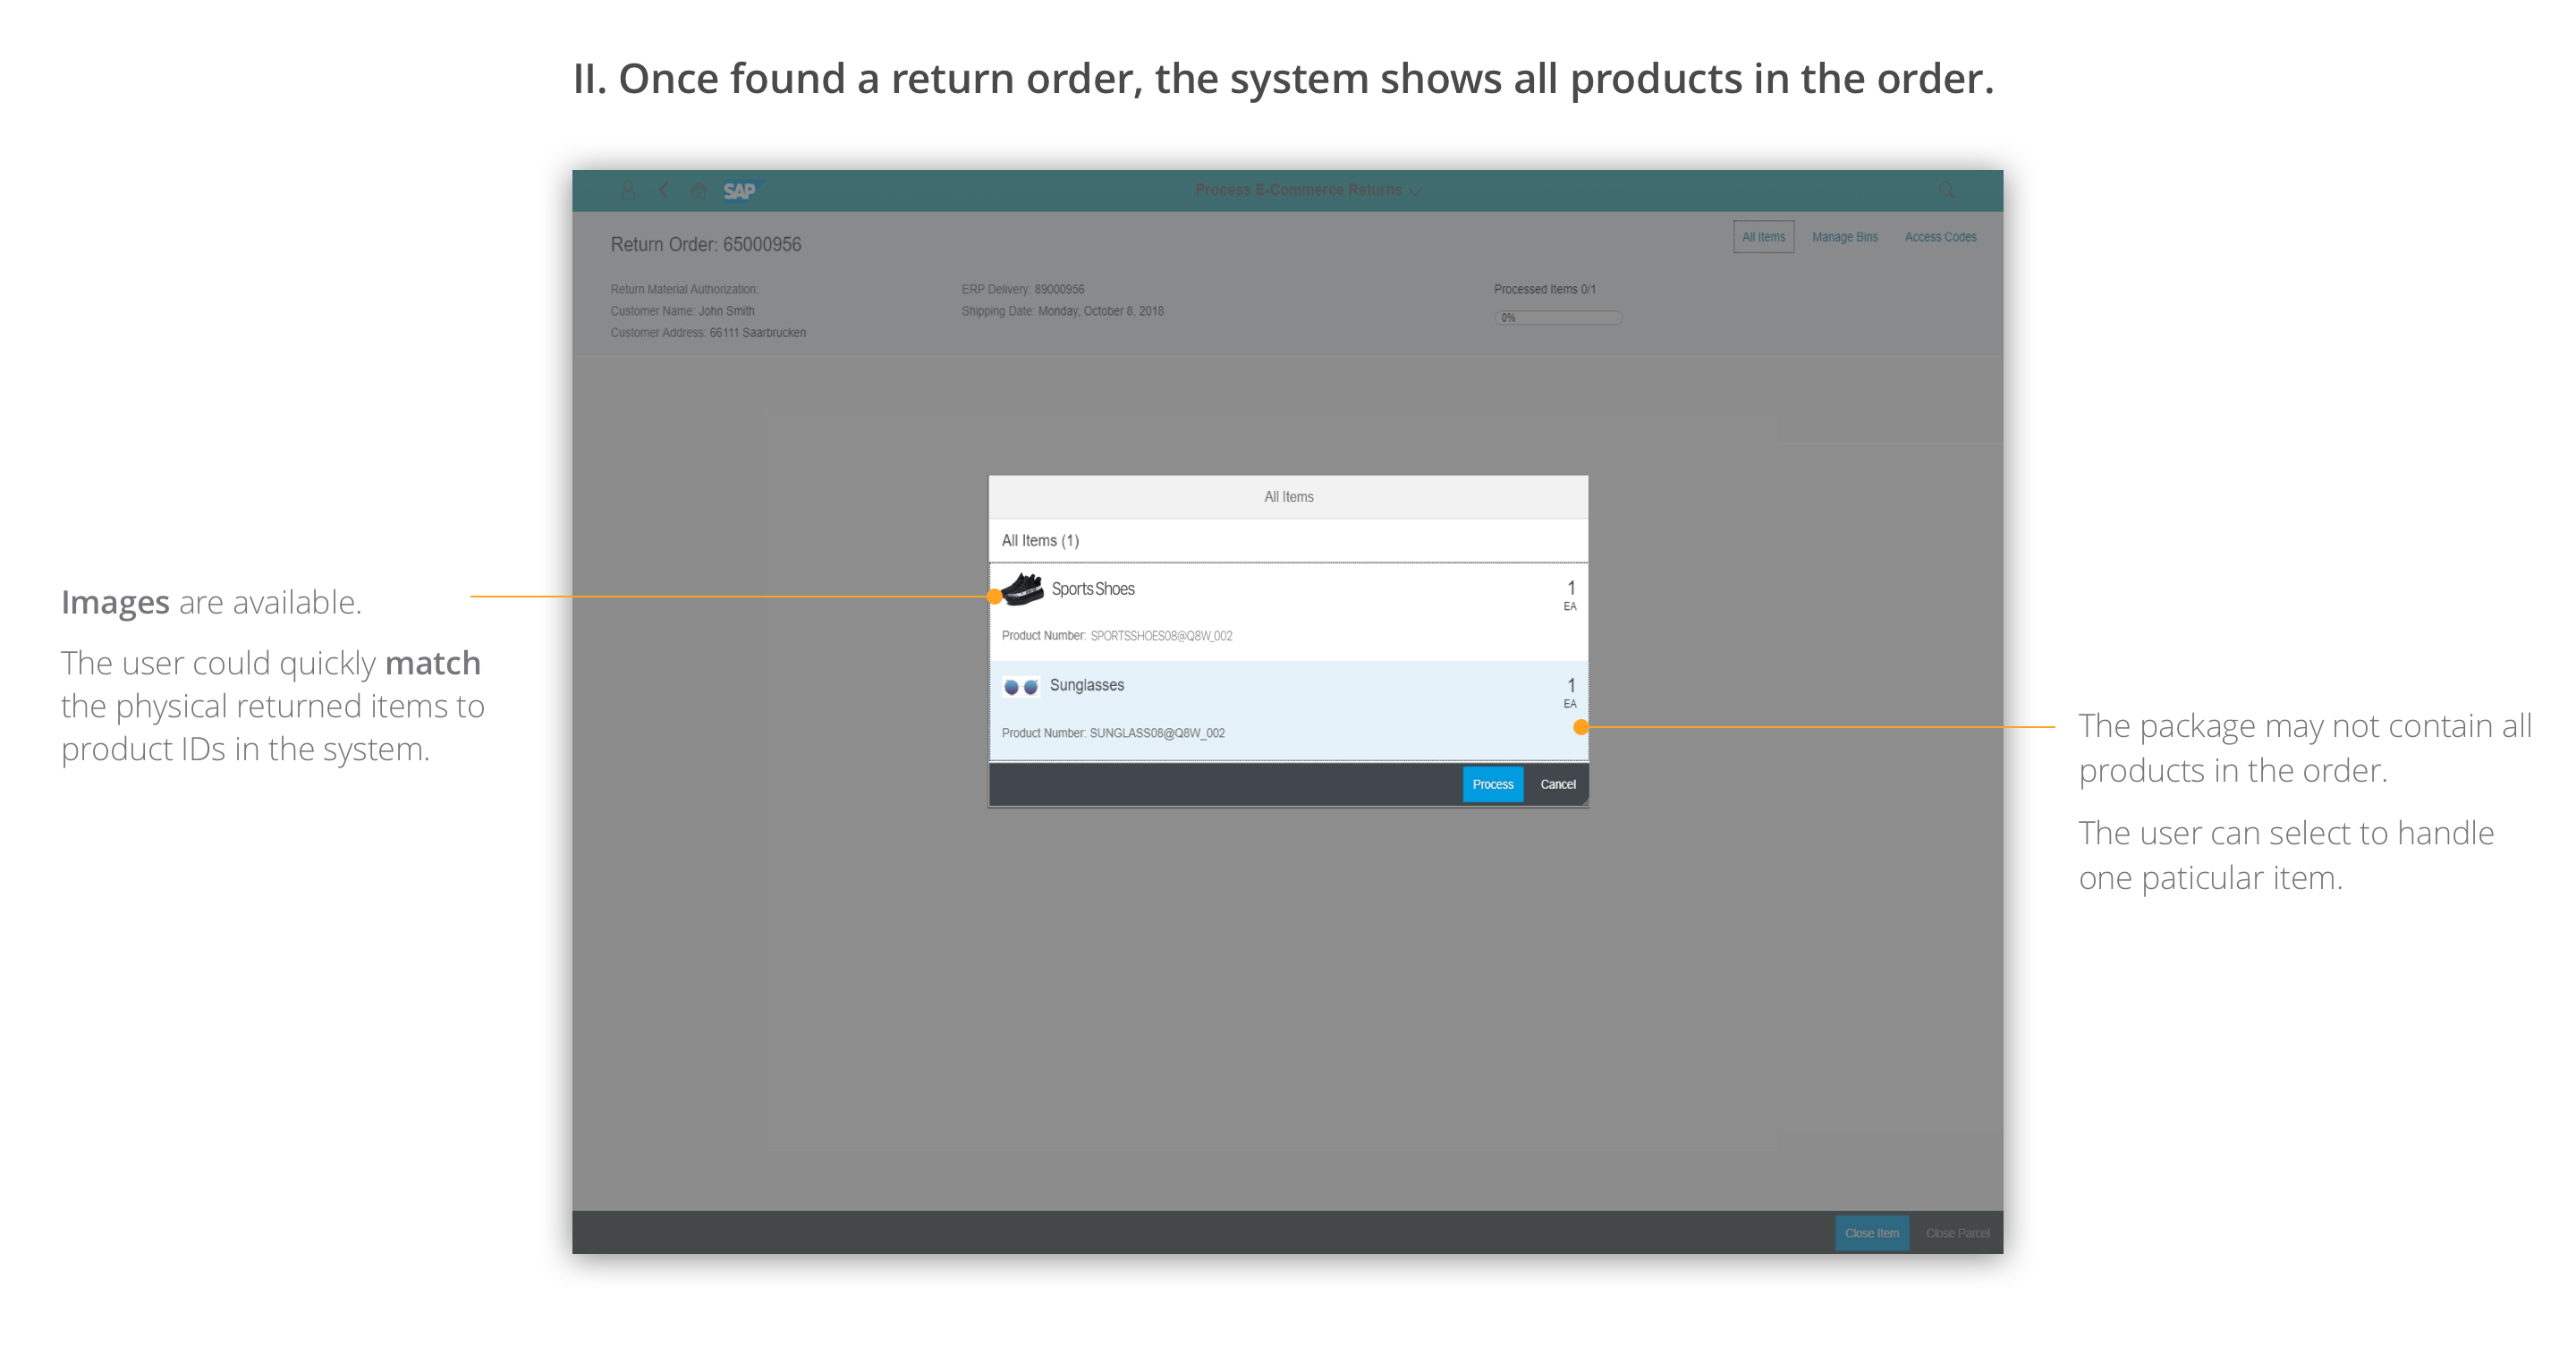 II. Once found a return order, the system shows all products in the order.
SAP
Process E-Commerce Returns
Return Order: 65000956
All Items
Manage Bins
Access Codes
Return Material Authorization:
Customer Name: John Smith
Customer Address: 66111 Saarbrucken
ERP Delivery: 89000956
Shipping Date: Monday, October 8, 2018
Processed Items 0/1
0%
All Items
All Items (1)
Sports Shoes
1
EA
Product Number: SPORTSSHOES08@Q8W_002
Sunglasses
1
EA
Product Number: SUNGLASS08@Q8W_002
Process
Cancel
Images are available.
The user could quickly match
the physical returned items to
product IDs in the system.
The package may not contain all
products in the order.
The user can select to handle
one paticular item.
Close Item
Close Parcel